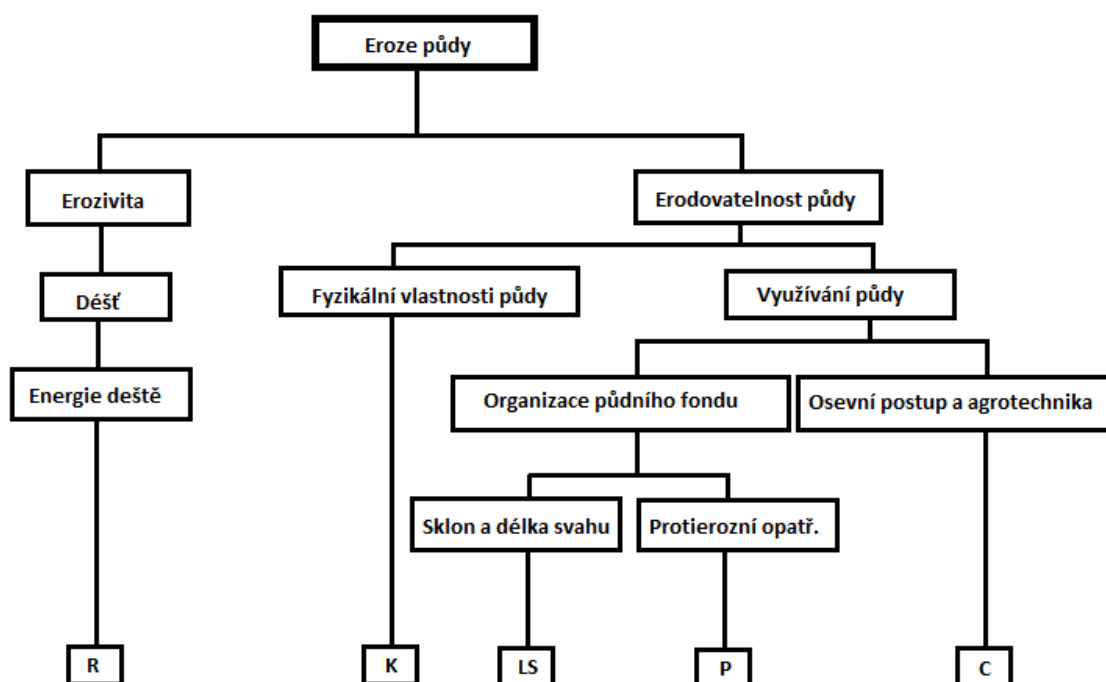 Eroze půdy
Erozivita
Erodovatelnost půdy
Déšť
Fyzikální vlastnosti půdy
Využívání půdy
Energie deště
Organizace půdního fondu
Osevní postup a agrotechnika
Sklon a délka svahu
Protierozní opatř.
R
K
LS
P
C